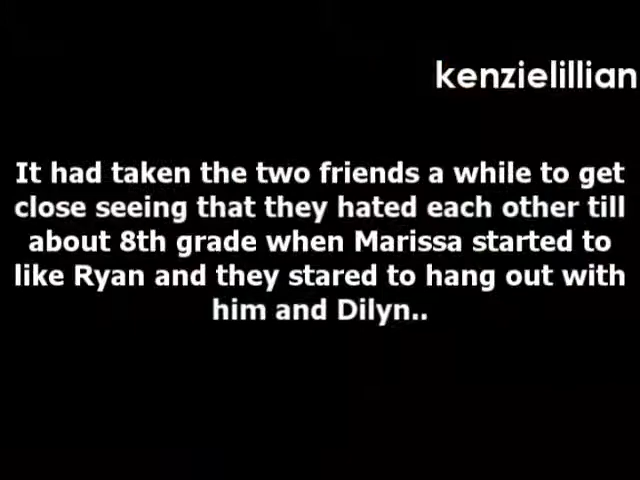 kenzielillian
It had taken the two friends a while to get
close seeing that they hated each other till
about 8th grade when Marissa started to
like Ryan and they stared to hang out with
him and Dilyn..